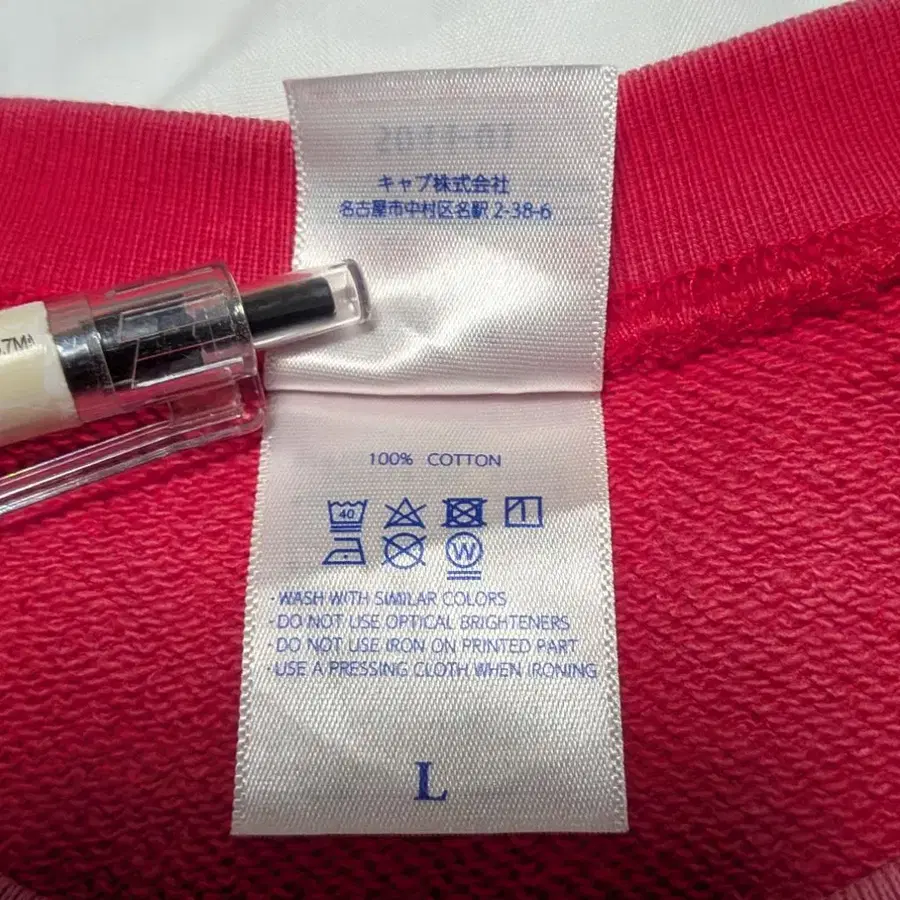 キャブ株式会社
名古屋市中村区名駅 2-38-6
100% COTTON
40
W
·WASH WITH SIMILAR COLORS
·DO NOT USE OPTICAL BRIGHTENERS
·DO NOT USE IRON ON PRINTED PART
·USE A PRESSING CLOTH WHEN IRONING
L